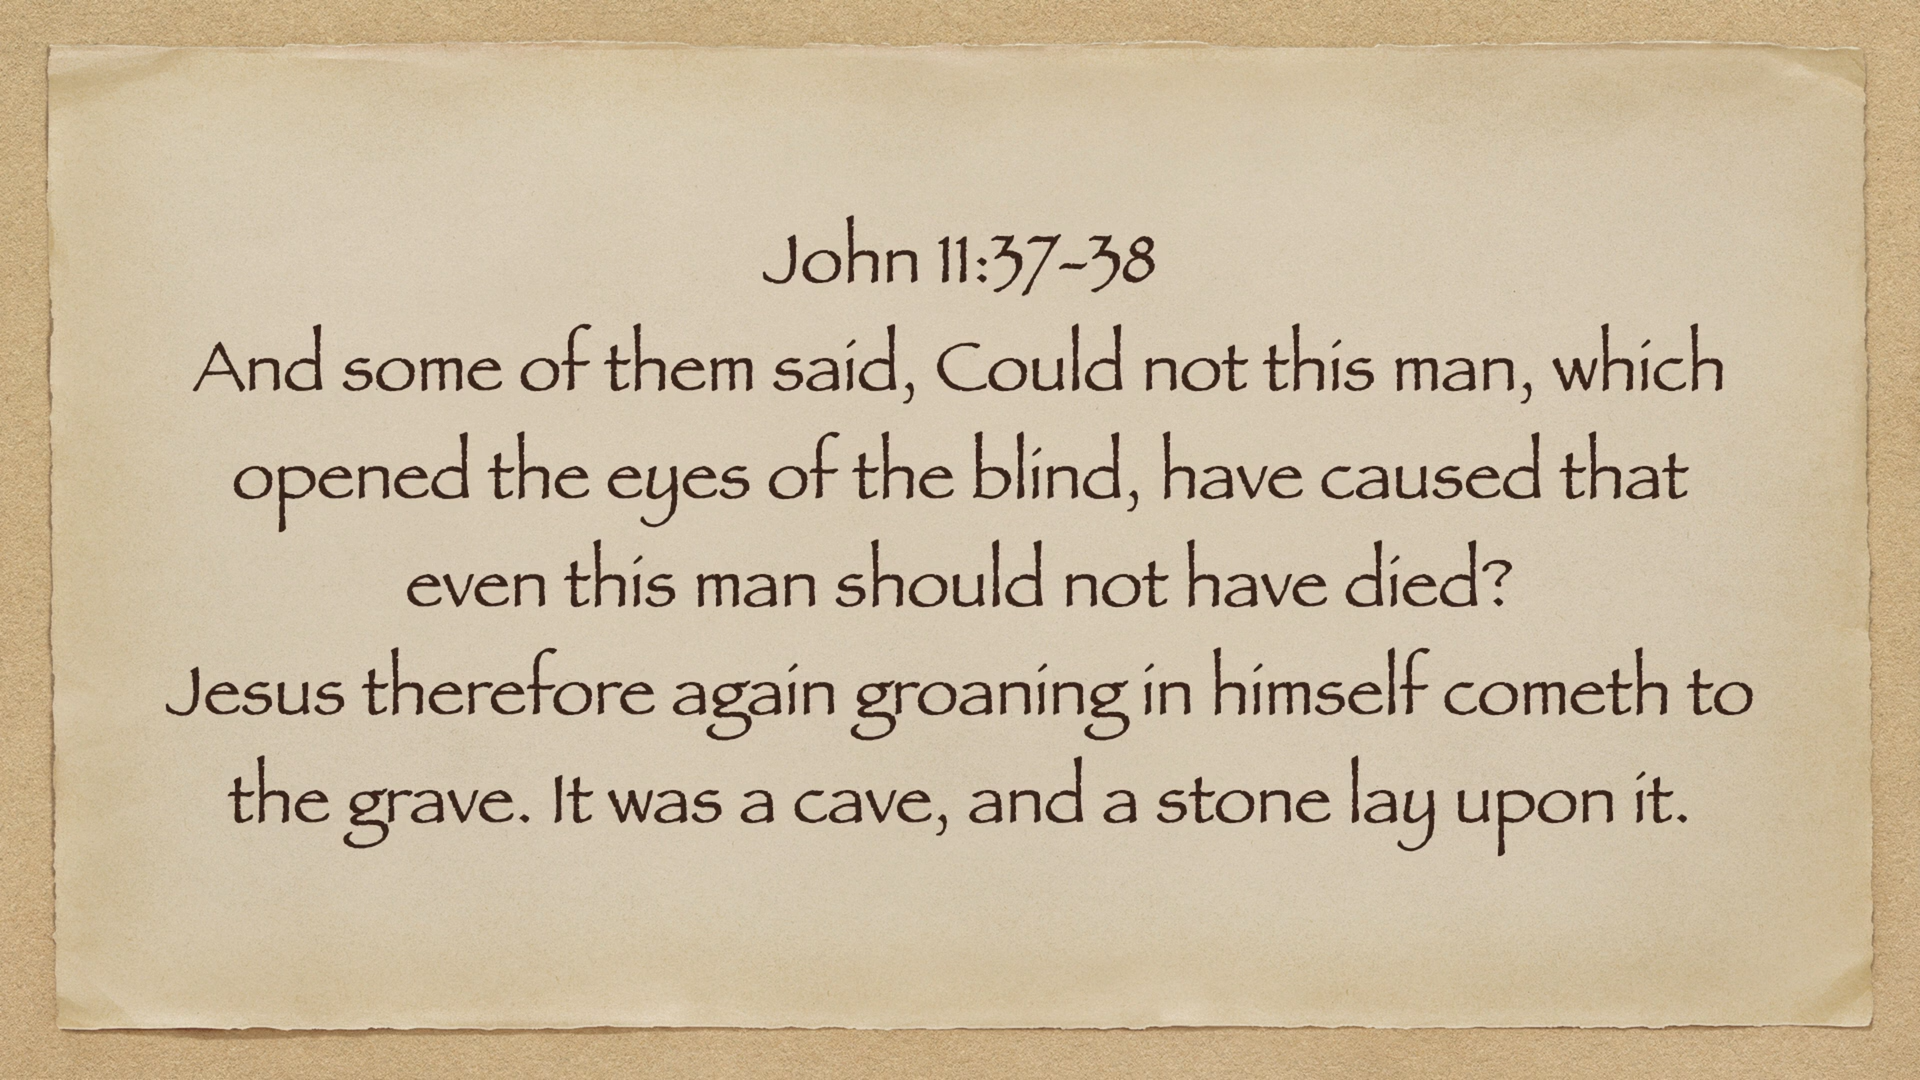 John 11:37-38
And some of them said, Could not this man, which
opened the eyes of the blind, have caused that
even this man should not have died?
Jesus therefore again groaning in himself cometh to
the grave. It was a cave, and a stone lay upon it.